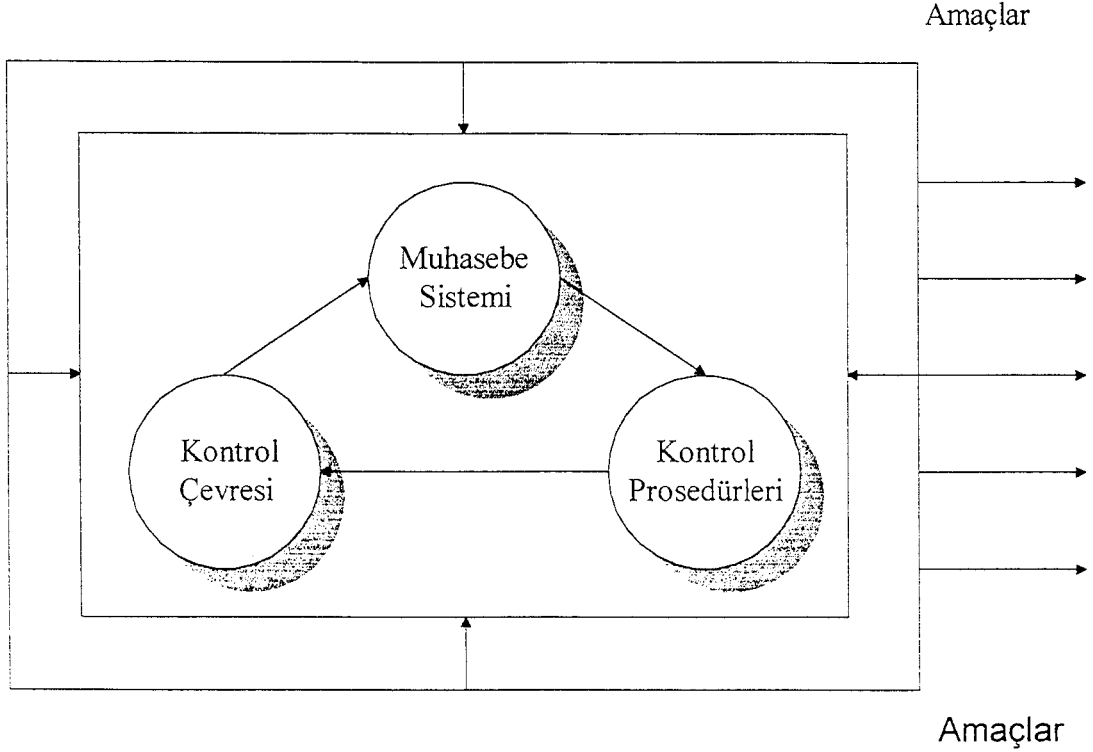 Amaçlar
Muhasebe
Sistemi
Kontrol
Çevresi
Kontrol
Prosedürleri
Amaçlar